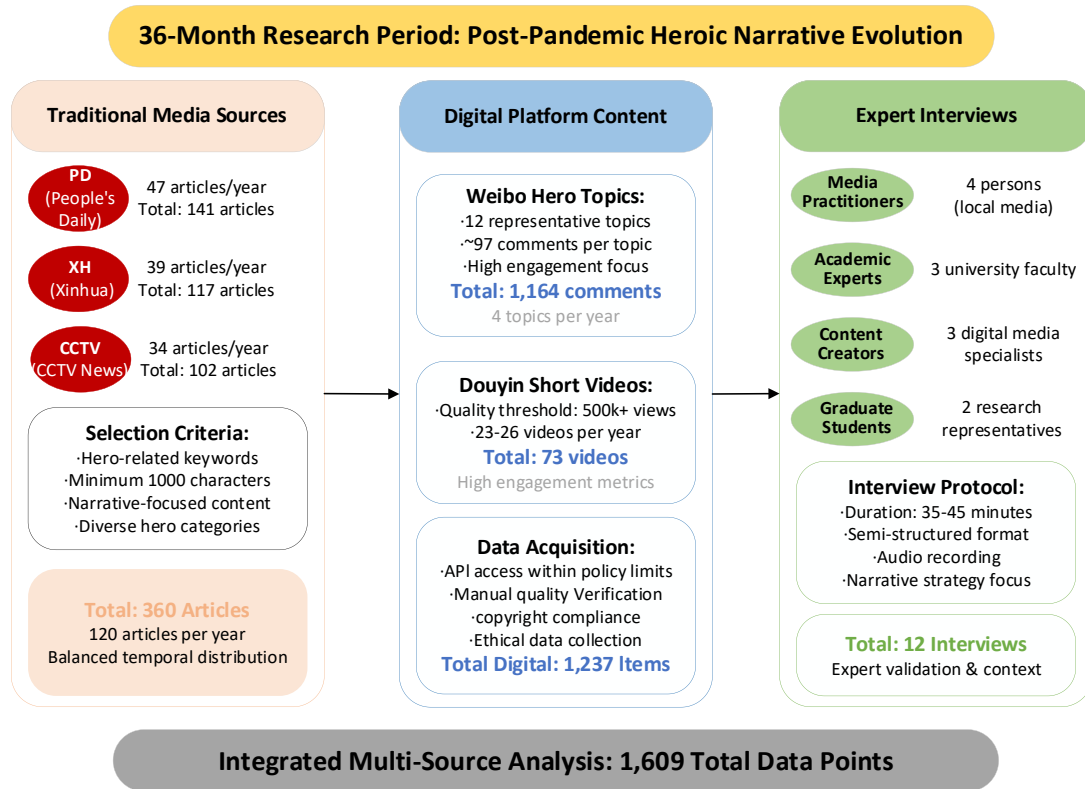 36-Month Research Period: Post-Pandemic Heroic Narrative Evolution
Traditional Media Sources
PD
(People's
Daily)
47 articles/year
Total: 141 articles
XH
(Xinhua)
39 articles/year
Total: 117 articles
CCTV
(CCTV News)
34 articles/year
Total: 102 articles
Selection Criteria:
·Hero-related keywords
·Minimum 1000 characters
·Narrative-focused content
·Diverse hero categories
Total: 360 Articles
120 articles per year
Balanced temporal distribution
Digital Platform Content
Weibo Hero Topics:
·12 representative topics
·~97 comments per topic
·High engagement focus
Total: 1,164 comments
4 topics per year
Douyin Short Videos:
·Quality threshold: 500k+ views
·23-26 videos per year
Total: 73 videos
High engagement metrics
Data Acquisition:
·API access within policy limits
·Manual quality Verification
·copyright compliance
·Ethical data collection
Total Digital: 1,237 Items
Expert Interviews
Media
Practitioners
4 persons
(local media)
Academic
Experts
3 university faculty
Content
Creators
3 digital media
specialists
Graduate
Students
2 research
representatives
Interview Protocol:
·Duration: 35-45 minutes
·Semi-structured format
·Audio recording
·Narrative strategy focus
Total: 12 Interviews
Expert validation & context
Integrated Multi-Source Analysis: 1,609 Total Data Points